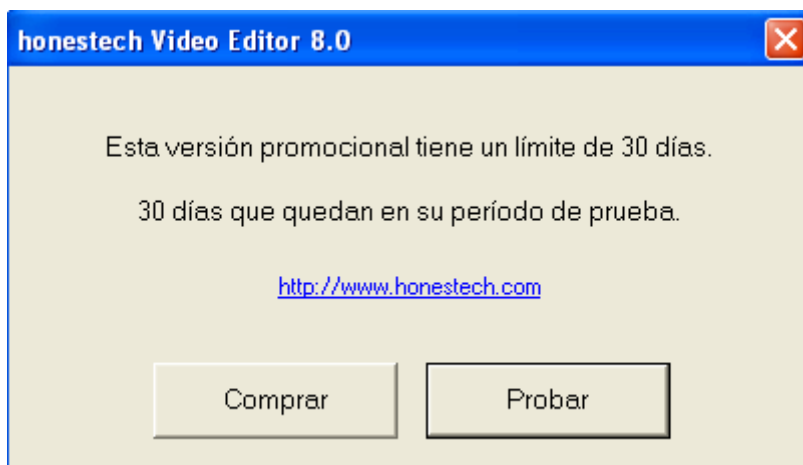 honestech Video Editor 8.0
Esta versión promocional tiene un límite de 30 días.
30 días que quedan en su período de prueba.
http://www.honestech.com
Comprar
Probar